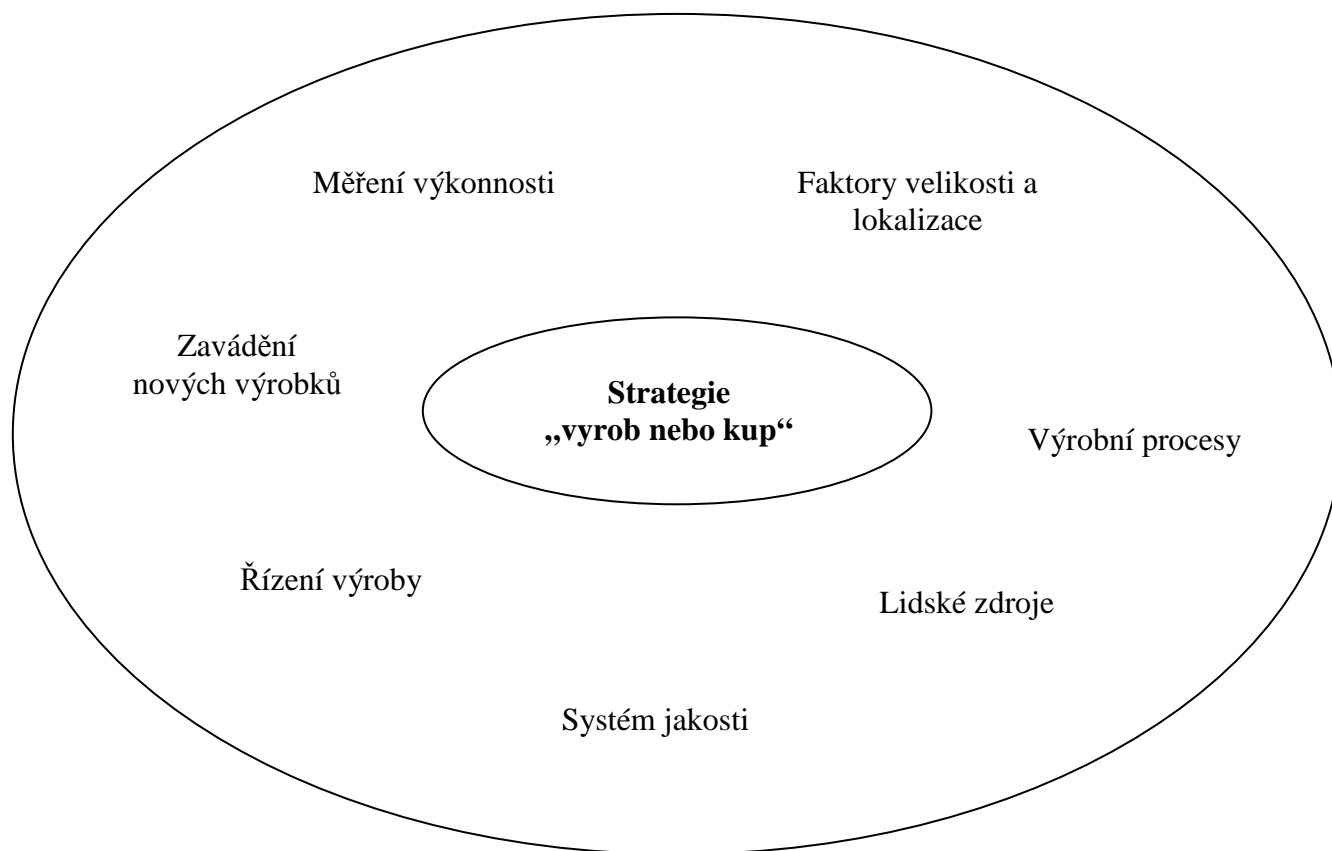 Měření výkonnosti
Faktory velikosti a
lokalizace
Zavádění
nových výrobků
Strategie
„vyrob nebo kup“
Výrobní procesy
Řízení výroby
Lidské zdroje
Systém jakosti